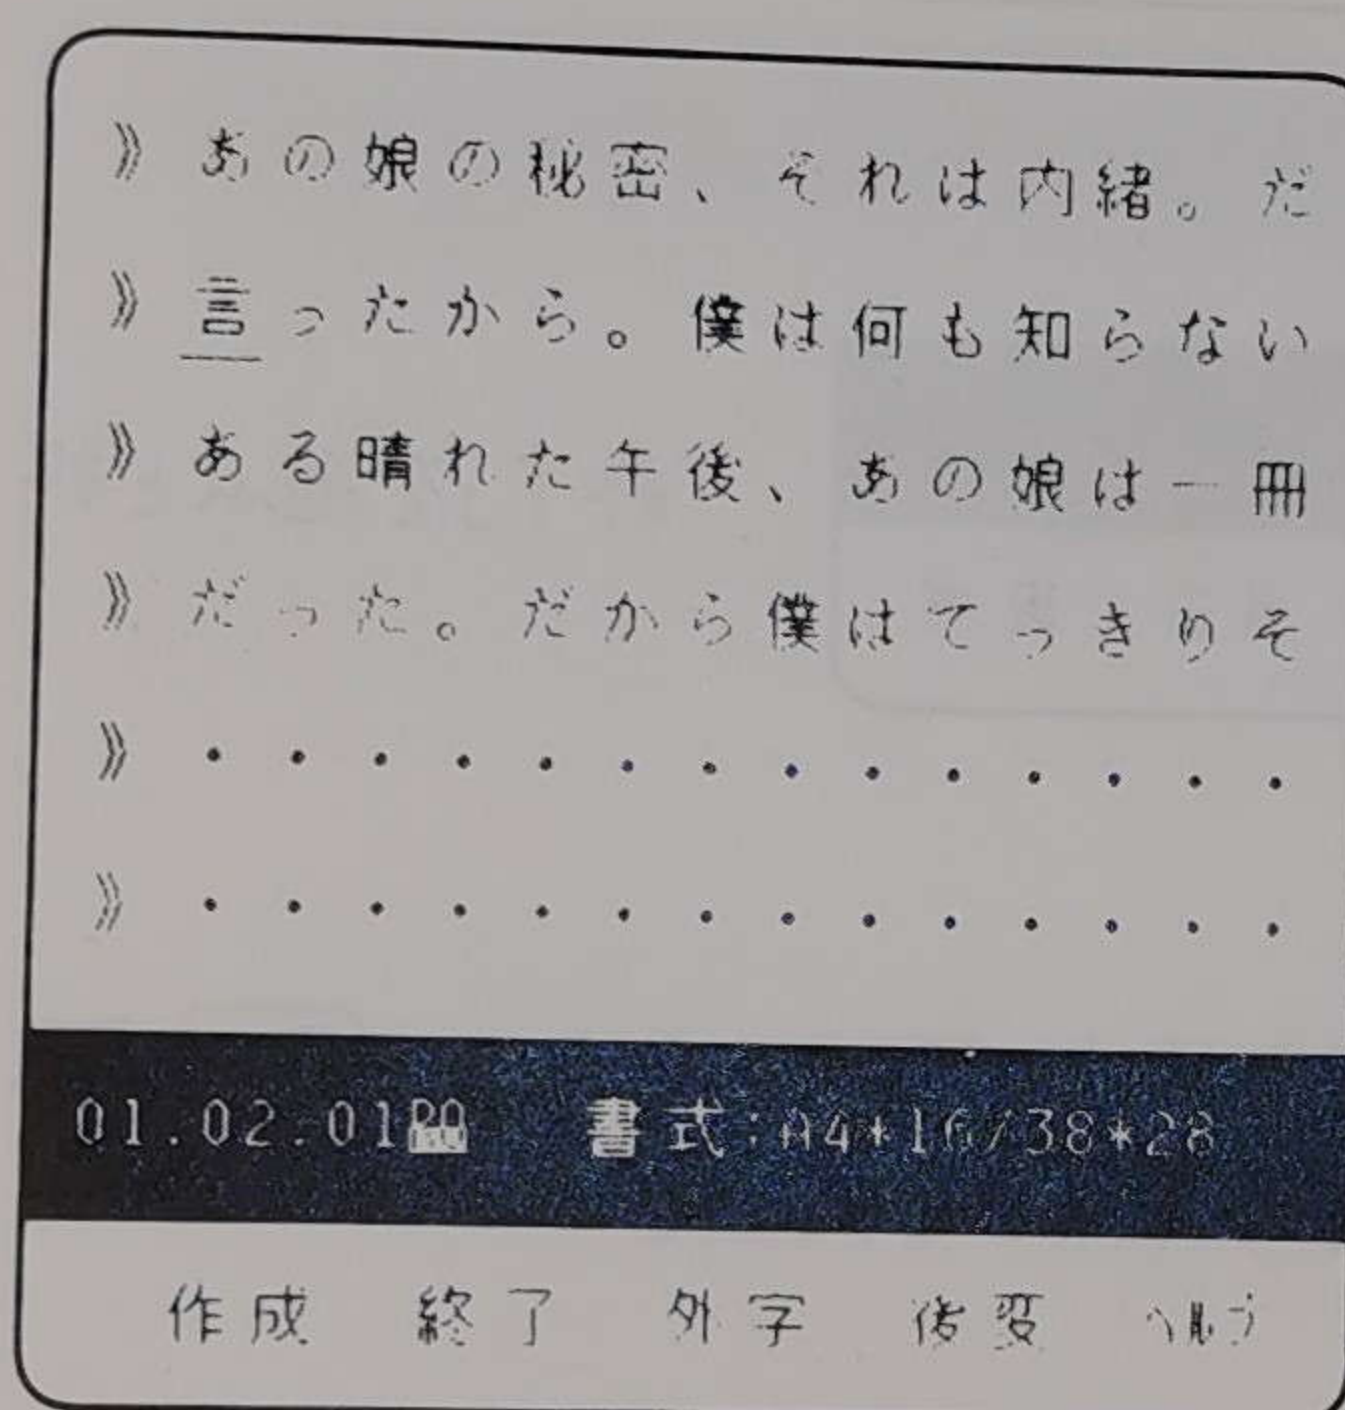 》あの娘の秘密、それは内緒。だ
》言ったから。僕は何も知らない
》ある晴れた午後、あの娘は一冊
》だった。だから僕はてっきりそ
》・・・・・・・・・・・・・・
》・・・・・・・・・・・・・・
01.02.01 書式:A4*16/38*28
作成 終了 外字 後変 ヘルプ